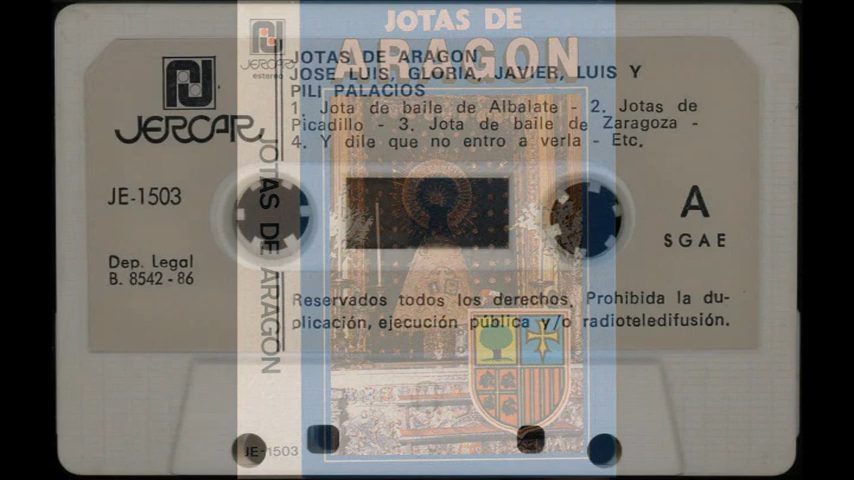 JOTAS DE
ARAGON
JERCAR
estereo
JOTAS DE ARAGON
JE-1503
JERCAR
JE-1503
Dep. Legal
B. 8542 - 86
JOTAS DE ARAGON
JOSE LUIS, GLORIA, JAVIER, LUIS Y
PILI PALACIOS
1. Jota de baile de Albalate - 2. Jotas de
Picadillo - 3. Jota de baile de Zaragoza -
4. Y dile que no entro a verla - Etc.
A
SGAE
Reservados todos los derechos. Prohibida la du-
plicación, ejecución pública y/o radioteledifusión.